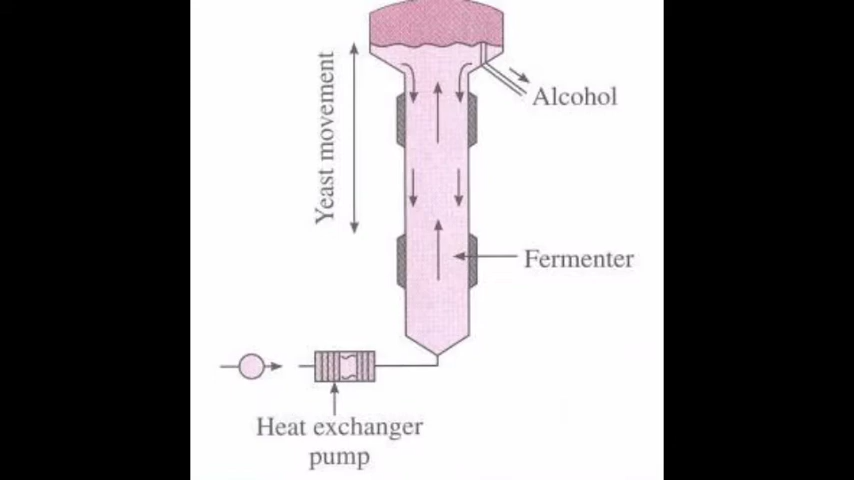 Yeast movement
Alcohol
Fermenter
Heat exchanger
pump